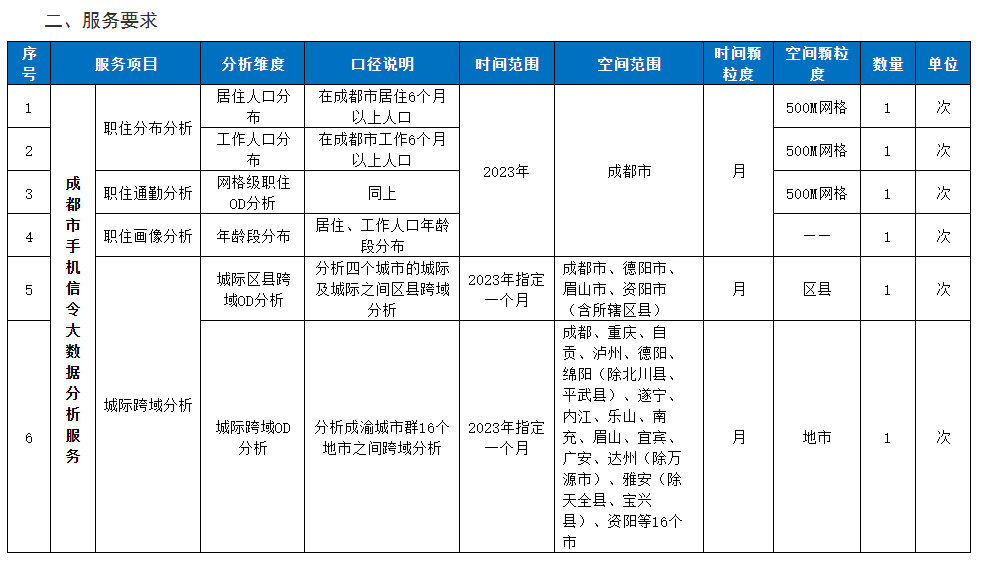 二、服务要求
序
号
服务项目
分析维度
口径说明
时间范围
空间范围
时间颗
粒度
空间颗粒
度
数量
单位
成都市手机信令大数据分析服务
1
职住分布分析
居住人口分
布
在成都市居住6个月
以上人口
2023年
成都市
月
500M网格
1
次
2
工作人口分
布
在成都市工作6个月
以上人口
500M网格
1
次
3
职住通勤分析
网格级职住
OD分析
同上
500M网格
1
次
4
职住画像分析
年龄段分布
居住、工作人口年龄
段分布
——
1
次
5
城际跨域分析
城际区县跨
域OD分析
分析四个城市的城际
及城际之间区县跨域
分析
2023年指定
一个月
成都市、德阳市、
眉山市、资阳市
（含所辖区县）
月
区县
1
次
6
城际跨域OD
分析
分析成渝城市群16个
地市之间跨域分析
2023年指定
一个月
成都、重庆、自
贡、泸州、德阳、
绵阳（除北川县、
平武县）、遂宁、
内江、乐山、南
充、眉山、宜宾、
广安、达州（除万
源市）、雅安（除
天全县、宝兴
县）、资阳等16个
市
月
地市
1
次